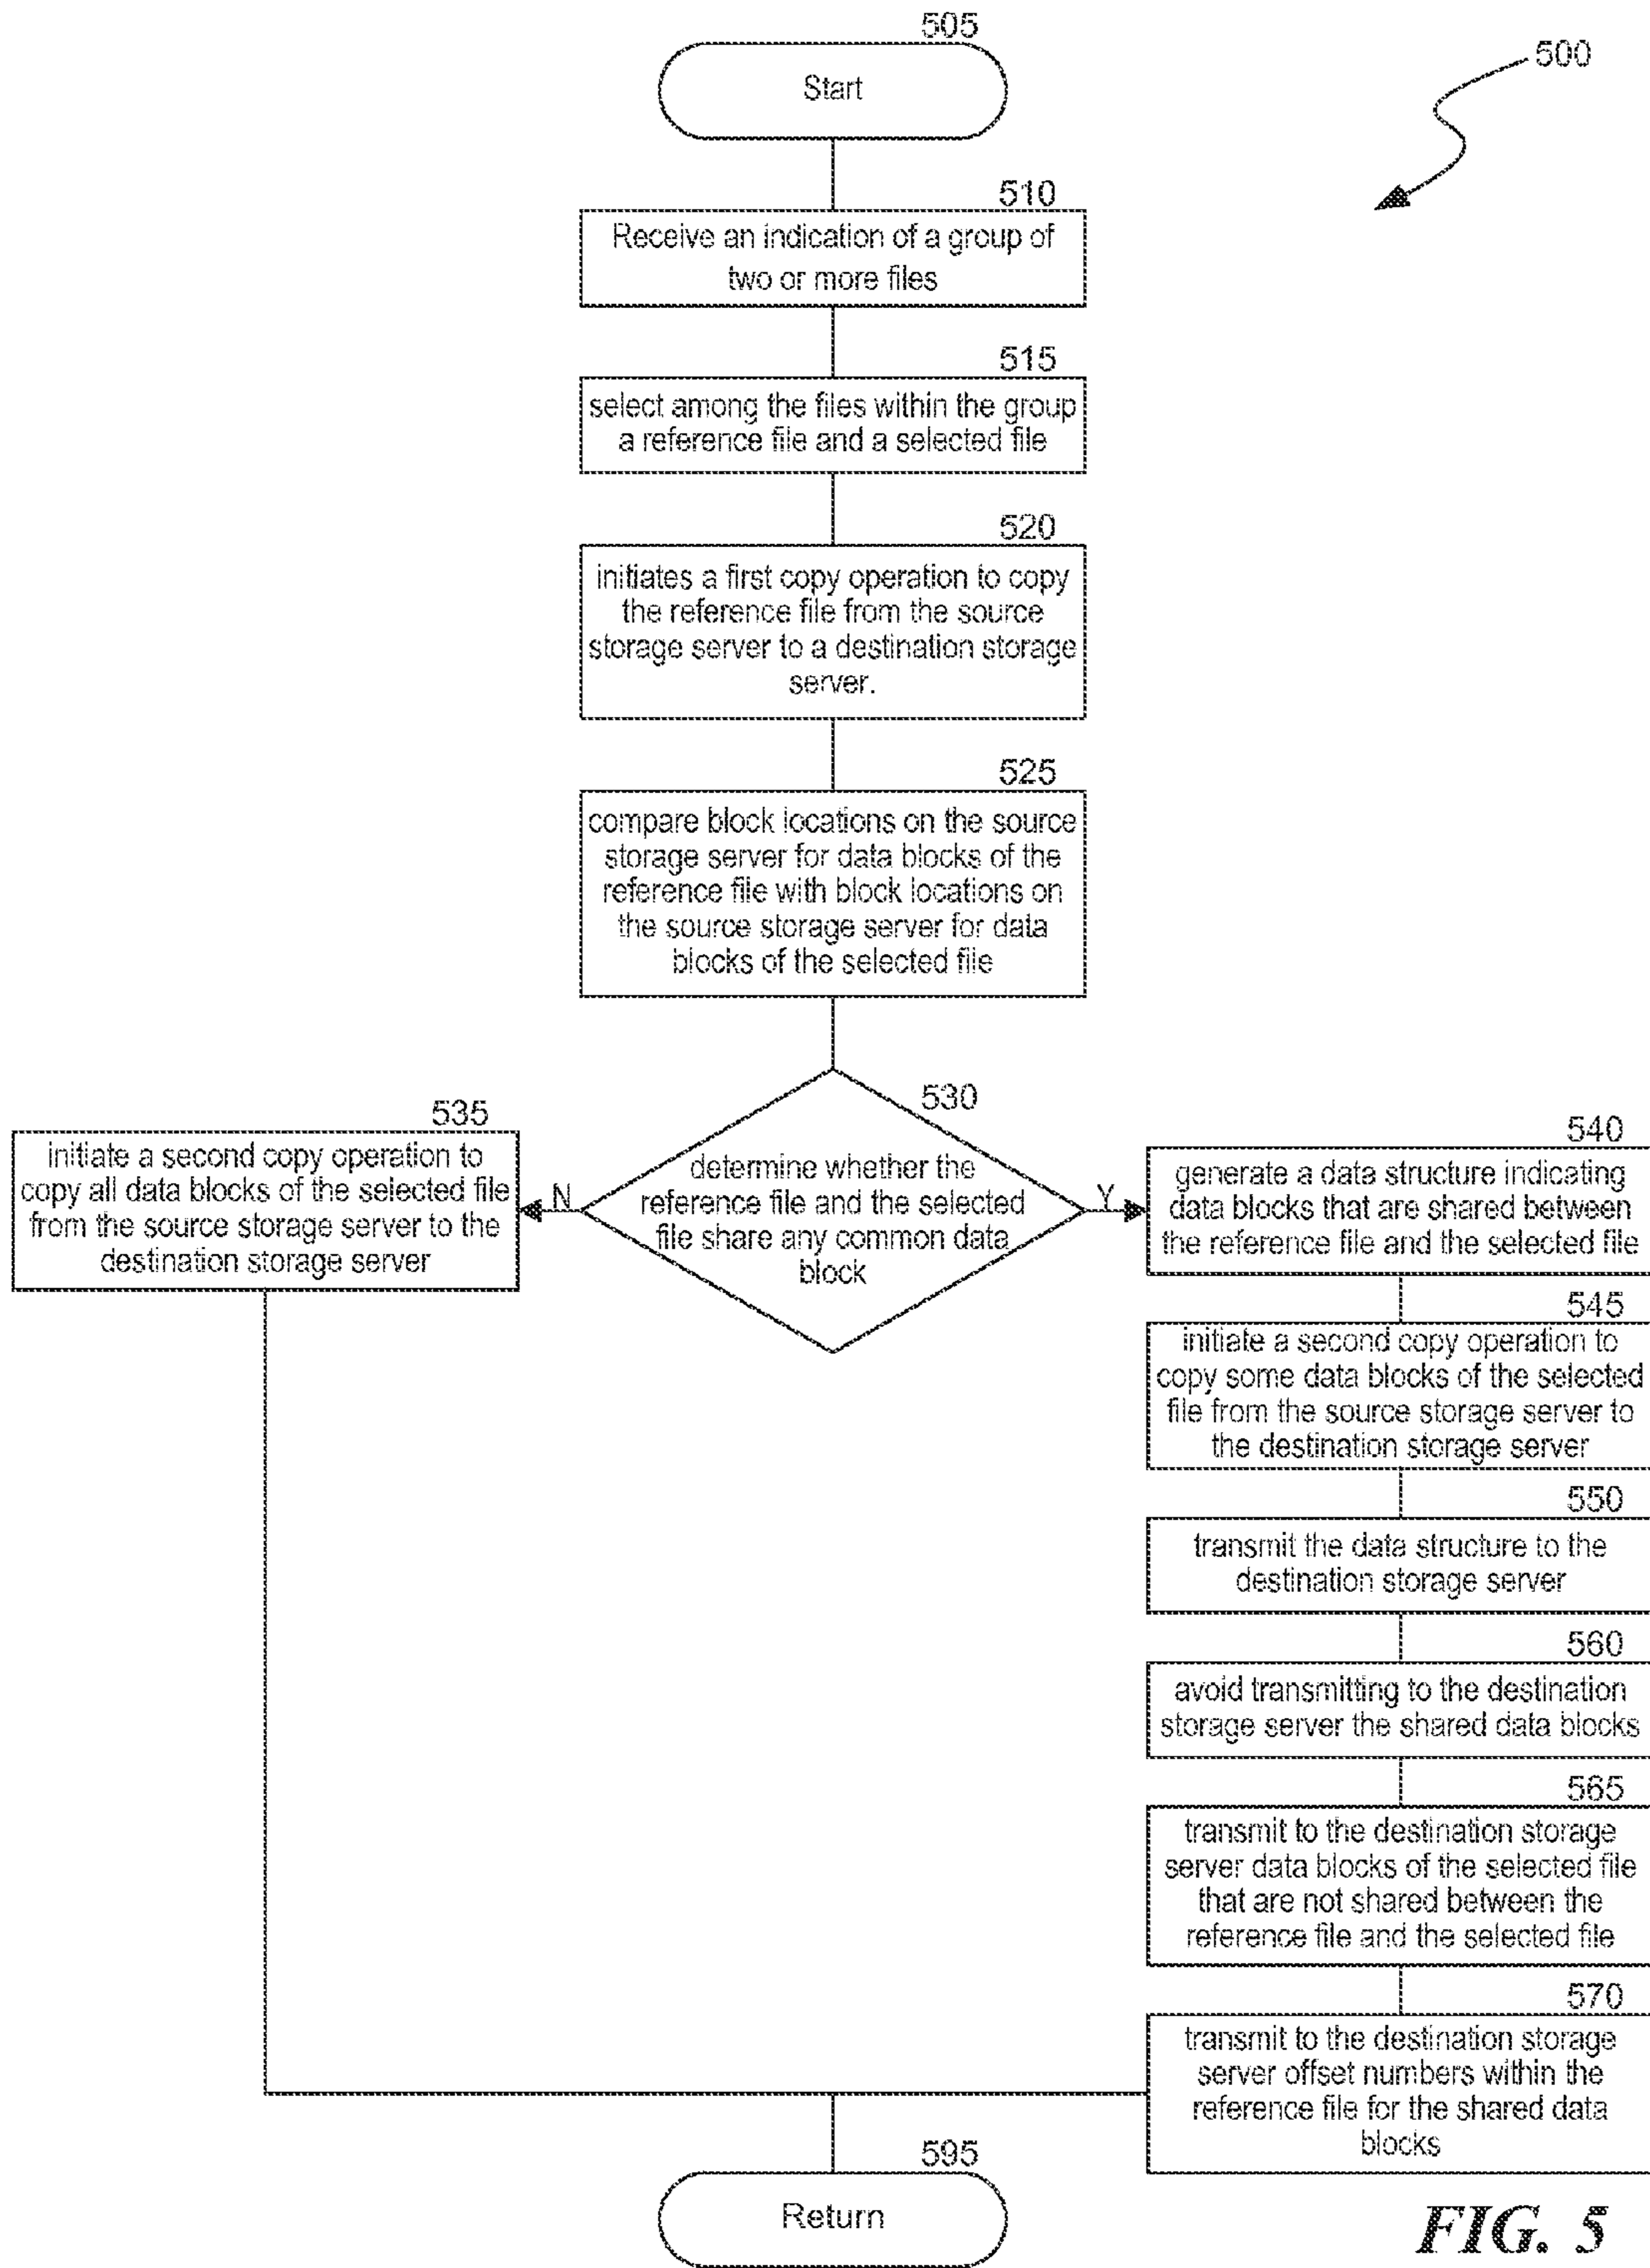 505
Start
500
510
Receive an indication of a group of
two or more files
515
select among the files within the group
a reference file and a selected file
520
initiates a first copy operation to copy
the reference file from the source
storage server to a destination storage
server.
525
compare block locations on the source
storage server for data blocks of the
reference file with block locations on
the source storage server for data
blocks of the selected file
530
determine whether the
reference file and the selected
file share any common data
block
N
Y
535
initiate a second copy operation to
copy all data blocks of the selected file
from the source storage server to the
destination storage server
540
generate a data structure indicating
data blocks that are shared between
the reference file and the selected file
545
initiate a second copy operation to
copy some data blocks of the selected
file from the source storage server to
the destination storage server
550
transmit the data structure to the
destination storage server
560
avoid transmitting to the destination
storage server the shared data blocks
565
transmit to the destination storage
server data blocks of the selected file
that are not shared between the
reference file and the selected file
570
transmit to the destination storage
server offset numbers within the
reference file for the shared data
blocks
595
Return
FIG. 5